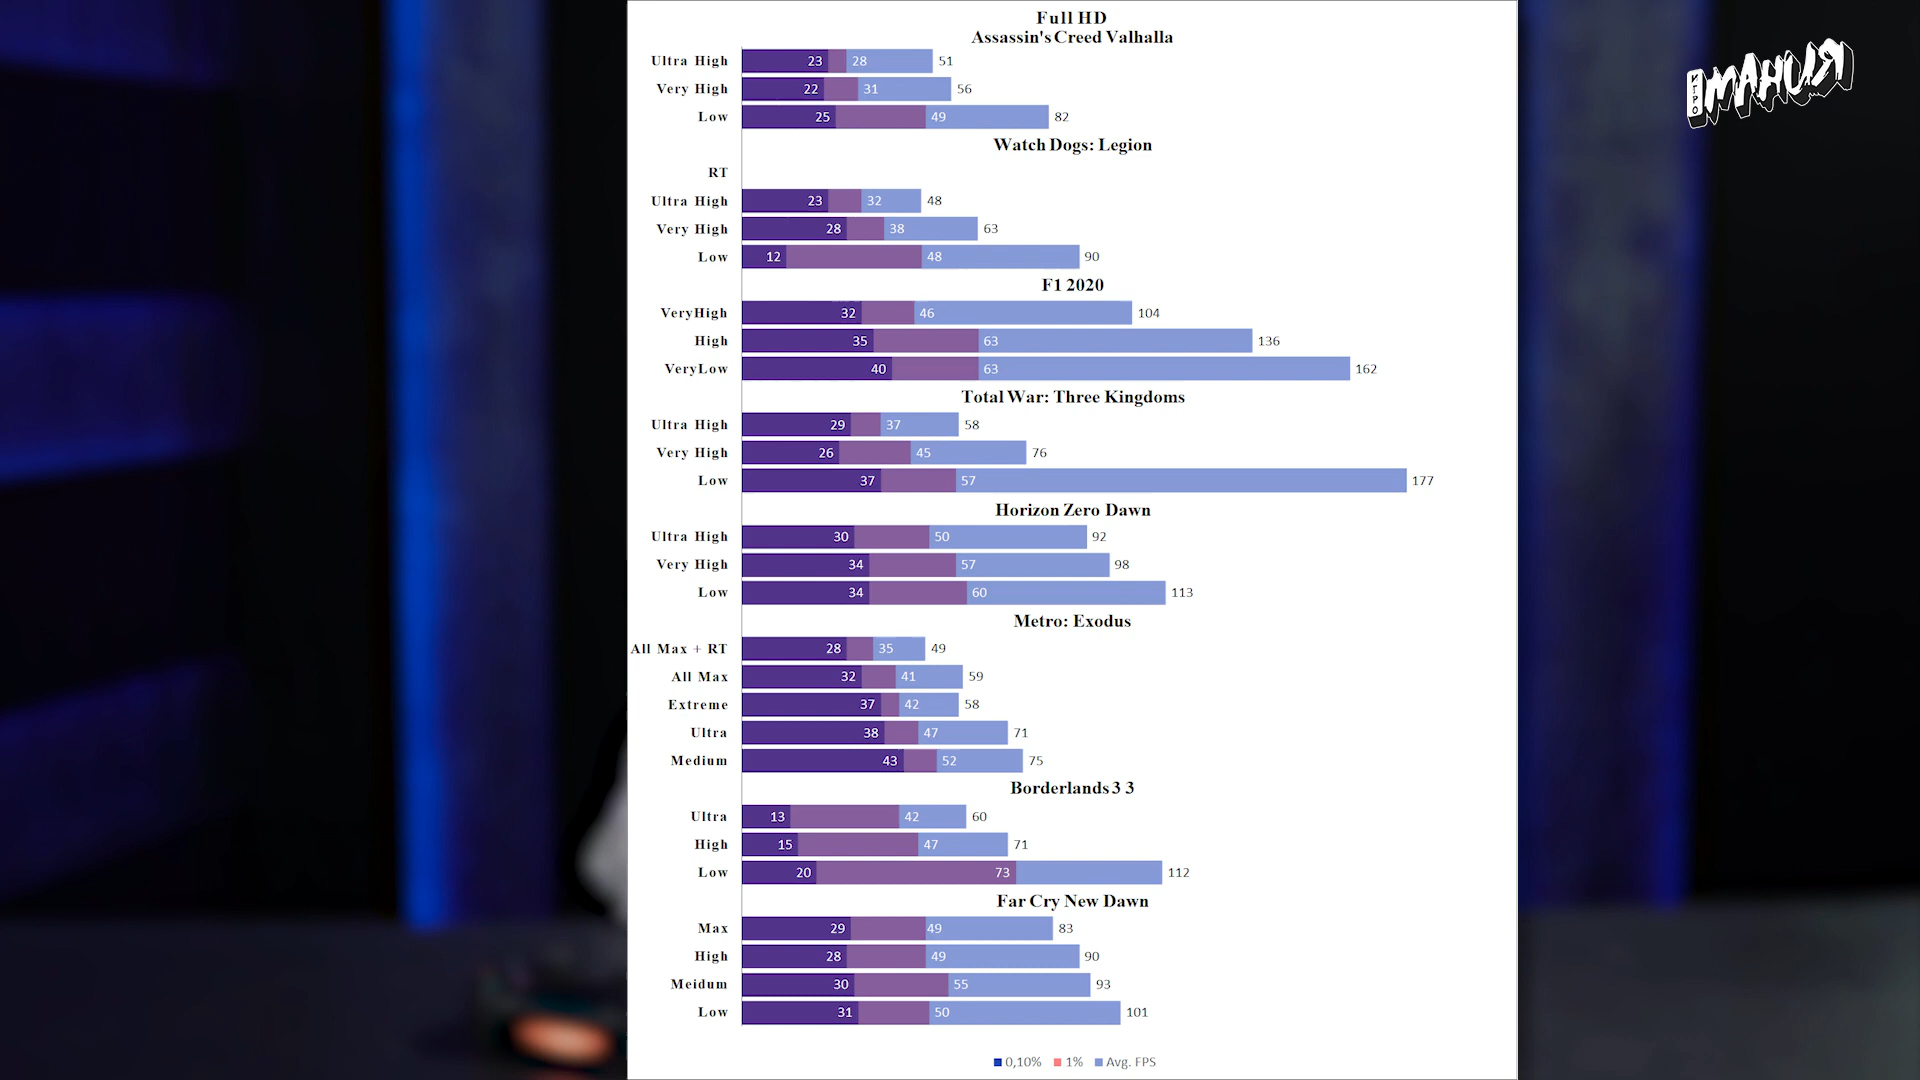 Full HD
Assassin's Creed Valhalla
Ultra High 23 28 51
Very High 22 31 56
Low 25 49 82
Watch Dogs: Legion
RT
Ultra High 23 32 48
Very High 28 38 63
Low 12 48 90
F1 2020
VeryHigh 32 46 104
High 35 63 136
VeryLow 40 63 162
Total War: Three Kingdoms
Ultra High 29 37 58
Very High 26 45 76
Low 37 57 177
Horizon Zero Dawn
Ultra High 30 50 92
Very High 34 57 98
Low 34 60 113
Metro: Exodus
All Max + RT 28 35 49
All Max 32 41 59
Extreme 37 42 58
Ultra 38 47 71
Medium 43 52 75
Borderlands 3 3
Ultra 13 42 60
High 15 47 71
Low 20 73 112
Far Cry New Dawn
Max 29 49 83
High 28 49 90
Meidum 30 55 93
Low 31 50 101
0,10% 1% Avg. FPS
ИГРОМАНИЯ